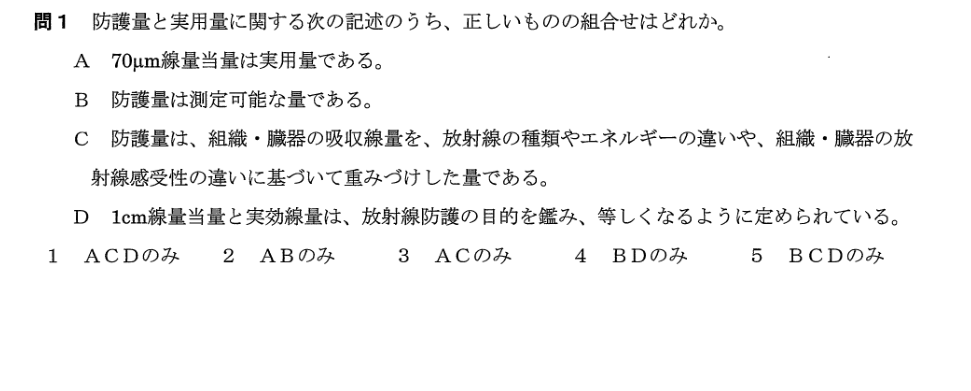 問1 防護量と実用量に関する次の記述のうち、正しいものの組合せはどれか。
A 70μm線量当量は実用量である。
B 防護量は測定可能な量である。
C 防護量は、組織・臓器の吸収線量を、放射線の種類やエネルギーの違いや、組織・臓器の放
射線感受性の違いに基づいて重みづけした量である。
D 1cm線量当量と実効線量は、放射線防護の目的を鑑み、等しくなるように定められている。
1 ACDのみ 2 ABのみ 3 ACのみ 4 BDのみ 5 BCDのみ